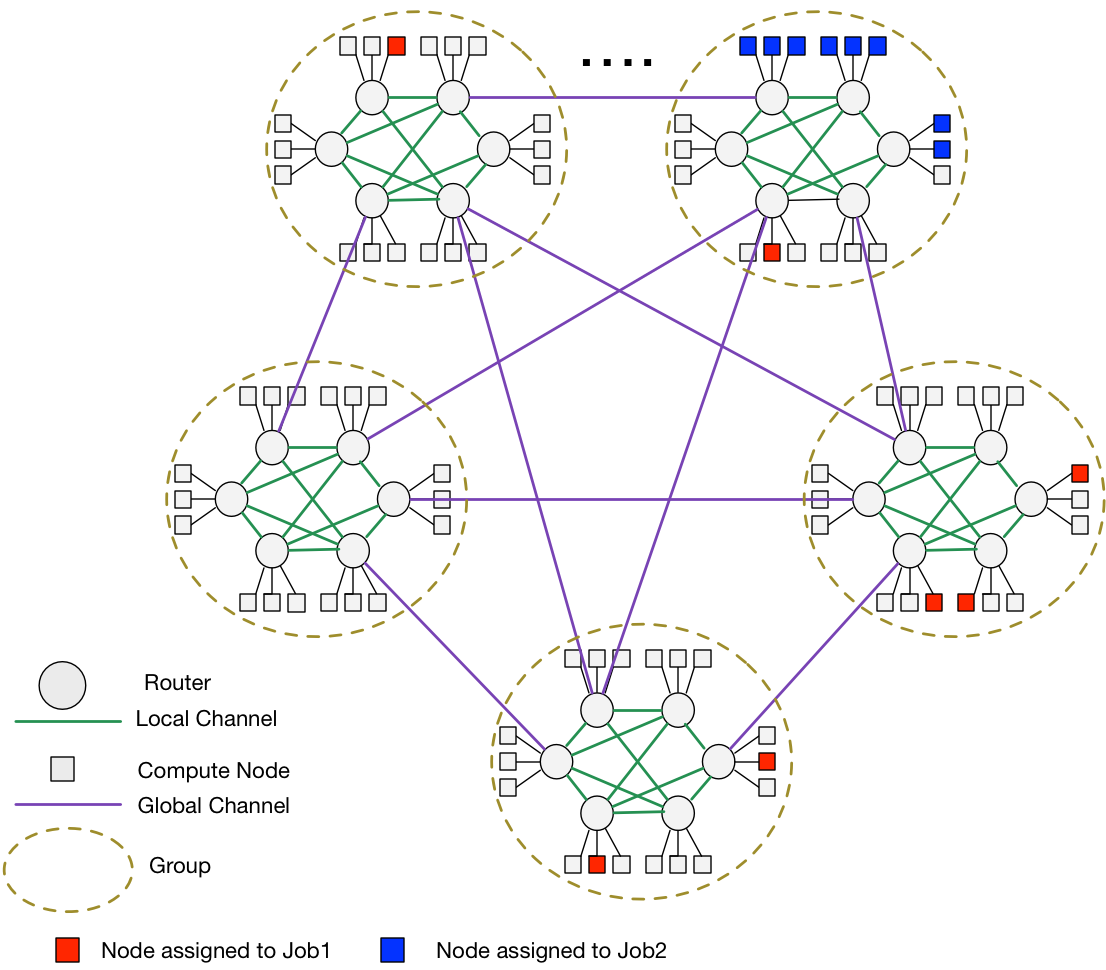 ....
Router
Local Channel
Compute Node
Global Channel
Group
Node assigned to Job1
Node assigned to Job2